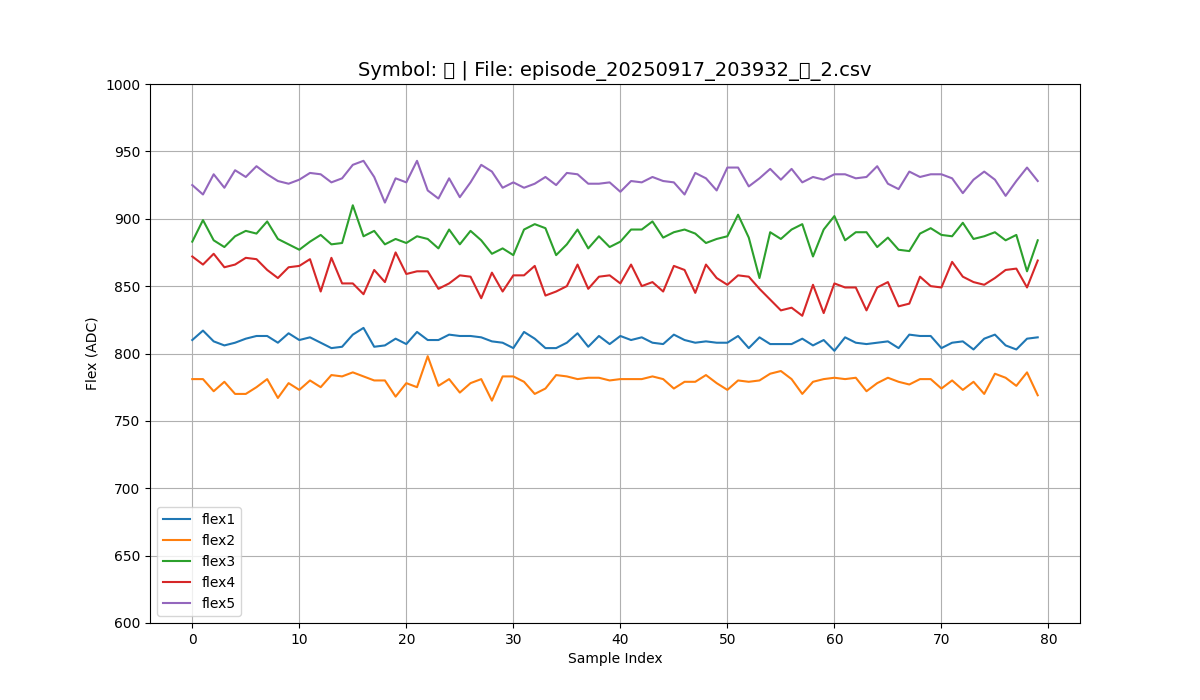 Symbol: | File: episode_20250917_203932_ _2.csv
1000
950
900
850
800
750
700
650
600
Flex (ADC)
flex1
flex2
flex3
flex4
flex5
0 10 20 30 40 50 60 70 80
Sample Index